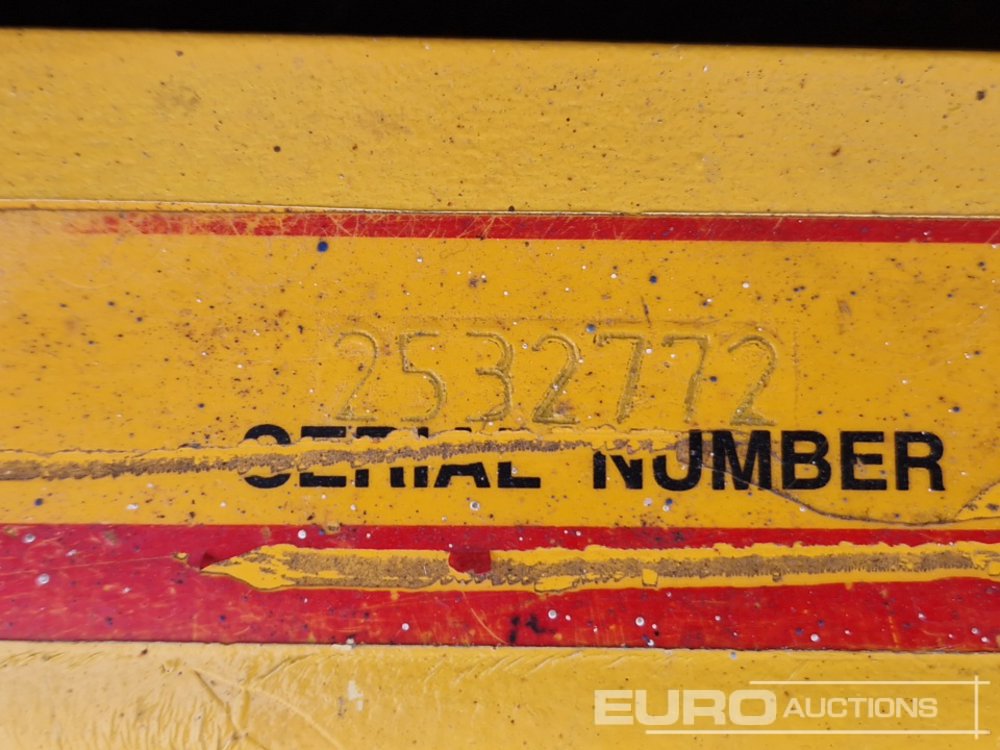 2532772
SERIAL NUMBER
EURO AUCTIONS